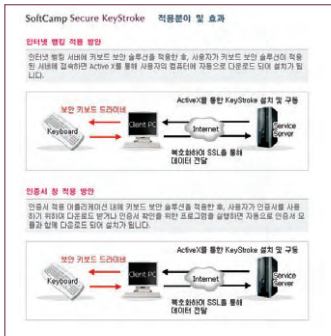 SoftCamp Secure KeyStroke 적용분야 및 효과
인터넷 뱅킹 적용 방안
인터넷 뱅킹 서버에 키보드 보안 솔루션을 적용한 후, 사용자가 키보드 보안 솔루션이 적용
된 서버에 접속하면 Active X를 통해 사용자의 컴퓨터에 자동으로 다운로드 되어 설치가 됩
니다.
ActiveX를 통한 KeyStroke 설치 및 구동
보안 키보드 드라이버
Keyboard
Client PC
Internet
Service
Server
복호화하여 SSL을 통해
데이터 전달
인증서 창 적용 방안
인증서 적용 어플리케이션 내에 키보드 보안 솔루션을 적용한 후, 사용자가 인증서를 사용
하기 위하여 다운로드 받거나 인증서 확인을 위한 프로그램을 실행하면 자동으로 인증서 모
듈과 함께 다운로드 되어 설치가 됩니다.
ActiveX를 통한 KeyStroke 설치 및 구동
보안 키보드 드라이버
Keyboard
Client PC
Internet
Service
Server
복호화하여 SSL을 통해
데이터 전달